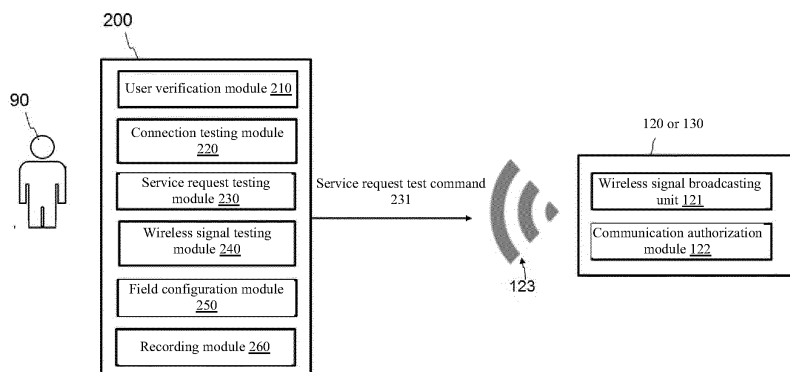 200
90
User verification module 210
Connection testing module
220
Service request testing
module 230
Wireless signal testing
module 240
Field configuration module
250
Recording module 260
Service request test command
231
123
120 or 130
Wireless signal broadcasting
unit 121
Communication authorization
module 122